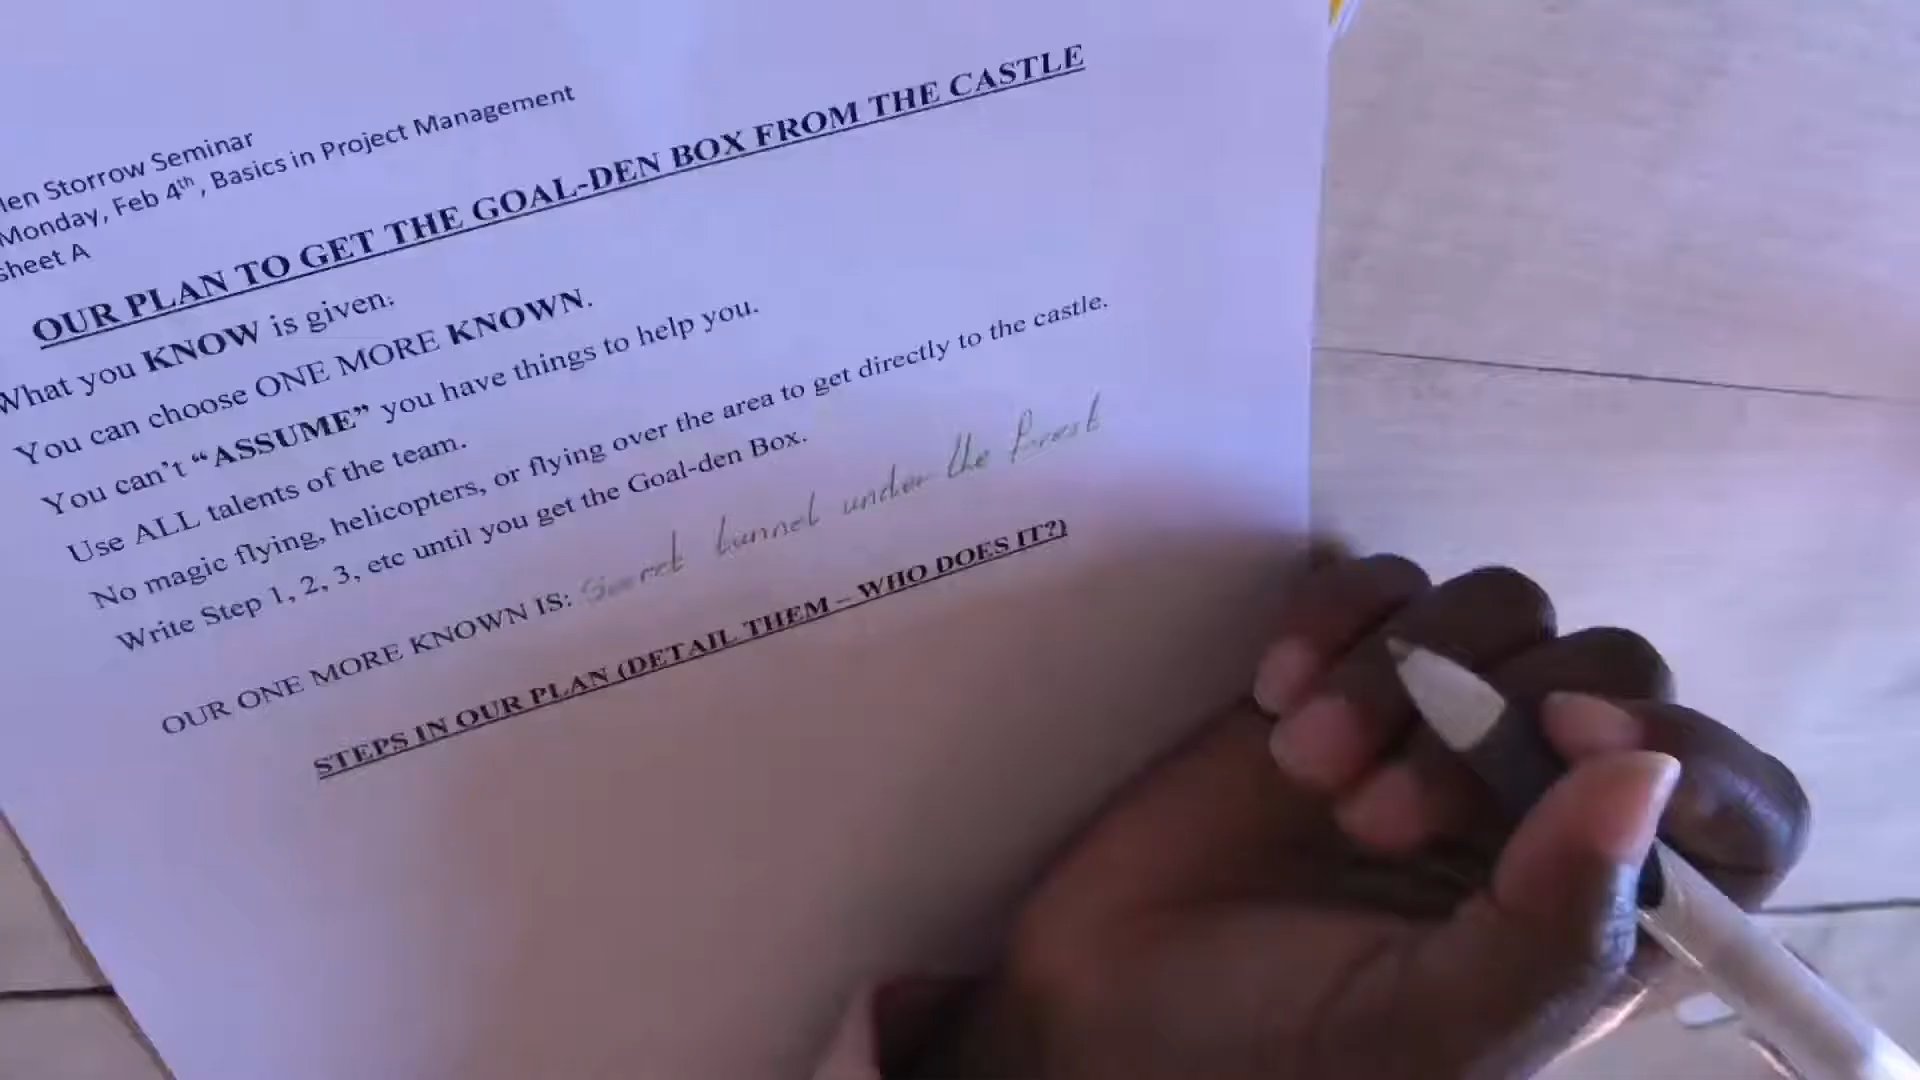 len Storrow Seminar
Monday, Feb 4th, Basics in Project Management
sheet A
OUR PLAN TO GET THE GOAL-DEN BOX FROM THE CASTLE
What you KNOW is given.
You can choose ONE MORE KNOWN.
You can't “ASSUME” you have things to help you.
Use ALL talents of the team.
No magic flying, helicopters, or flying over the area to get directly to the castle.
Write Step 1, 2, 3, etc until you get the Goal-den Box.
OUR ONE MORE KNOWN IS: Secret tunnel under the forest
STEPS IN OUR PLAN (DETAIL THEM – WHO DOES IT?)